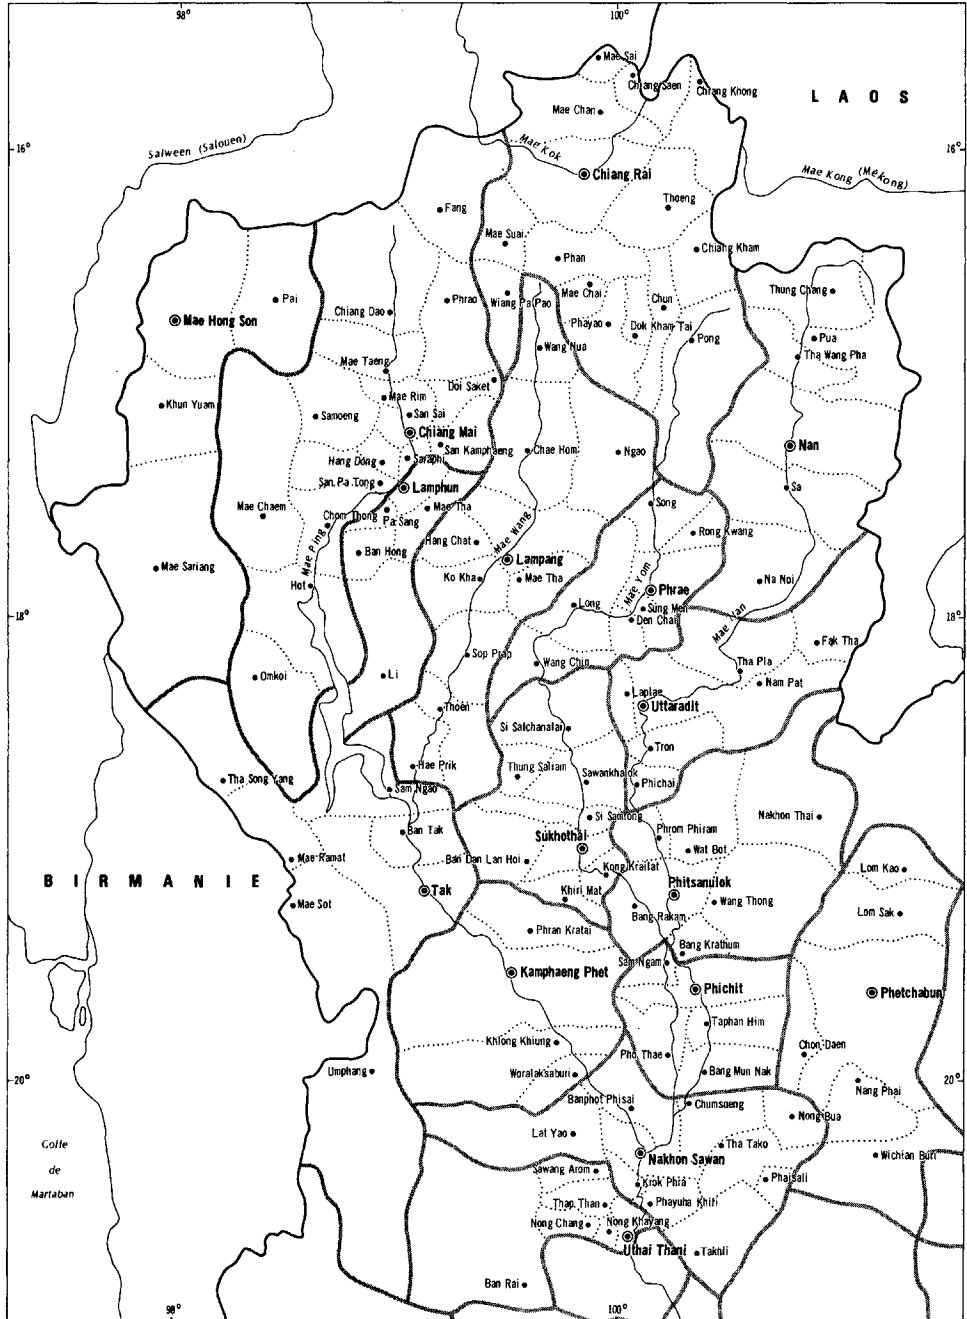 98°
100°
Mae Sai
Chiang Saen
Chiang Khong
LAOS
Mae Chan
Salween (Salouen)
16°
Mae Kok
16°
Chiang Rai
Mae Kong (Mékong)
Thoeng
Fang
Mae Suai
Chiang Kham
Phan
Thung Chang
Mae Chai
Pai
Phrao
Wiang Pa Pao
Chun
Chiang Dao
Mae Hong Son
Phayao
Dok Kham Tai
Pong
Pua
Wang Nua
Tha Wang Pha
Mae Taeng
Doi Saket
Mae Rim
Khun Yuam
Samoeng
San Sai
Chiang Mai
Nan
San Kamphaeng
Chae Hom
Ngao
Hang Dong
Saraphi
San Pa Tong
Lamphun
Sa
Mae Chaem
Chom Thong
Pa Sang
Mae Tha
Song
Mae Ping
Mae Wang
Rong Kwang
Ban Hong
Hang Chat
Mae Sariang
Lampang
Ko Kha
Mae Tha
Mae Yom
Na Noi
Hot
Phrae
Long
Sung Men
Den Chai
Mae Nan
18°
18°
Fak Tha
Sop Prap
Wang Chin
Tha Pla
Omkoi
Li
Nam Pat
Laplae
Thoen
Uttaradit
Si Satchanalai
Tron
Hae Prik
Thung Saliam
Sawankhalok
Tha Song Yang
Sam Ngao
Phichai
Si Samrong
Nakhon Thai
Ban Tak
Phrom Phiram
Sukhothai
Wat Bot
Mae Ramat
Ban Dan Lan Hoi
Kong Krailat
Lom Kao
BIRMANIE
Tak
Khiri Mat
Phitsanulok
Mae Sot
Wang Thong
Lom Sak
Bang Rakam
Phran Kratai
Bang Krathum
Sam Ngam
Kamphaeng Phet
Phichit
Phetchabun
Taphan Him
Khlong Khlung
Chon Daen
Pho Thae
Umphang
Woralaksaburi
Bang Mun Nak
20°
20°
Nang Phai
Banphot Phisai
Chumsaeng
Nong Bua
Lat Yao
Golfe
de
Martaban
Tha Tako
Nakhon Sawan
Wichian Buri
Sawang Arom
Krok Phra
Phaisali
Thap Than
Phayuha Khiri
Nong Chang
Nong Khayang
Uthai Thani
Takhli
Ban Rai
98°
100°